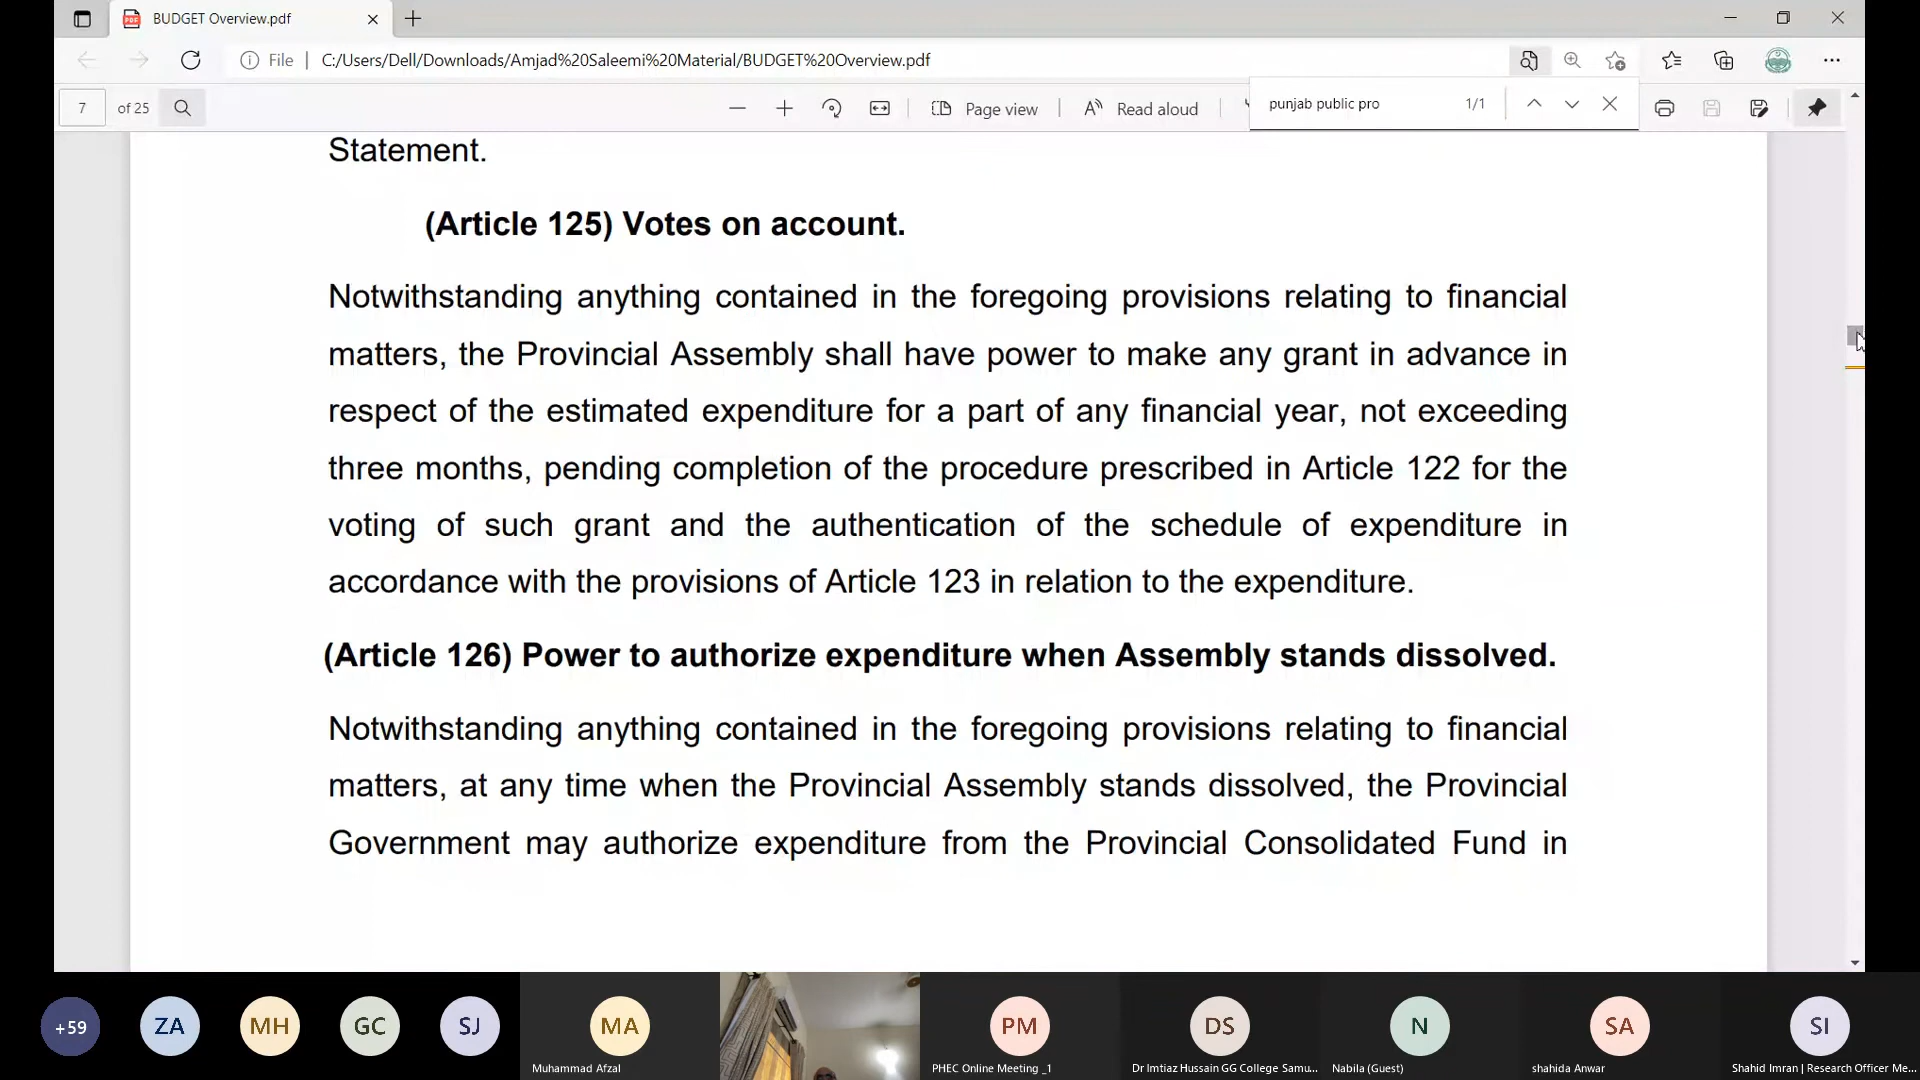 BUDGET Overview.pdf
File
C:/Users/Dell/Downloads/Amjad%20Saleemi%20Material/BUDGET%20Overview.pdf
7 of 25
Page view
Read aloud
punjab public pro 1/1
Statement.
(Article 125) Votes on account.
Notwithstanding anything contained in the foregoing provisions relating to financial
matters, the Provincial Assembly shall have power to make any grant in advance in
respect of the estimated expenditure for a part of any financial year, not exceeding
three months, pending completion of the procedure prescribed in Article 122 for the
voting of such grant and the authentication of the schedule of expenditure in
accordance with the provisions of Article 123 in relation to the expenditure.
(Article 126) Power to authorize expenditure when Assembly stands dissolved.
Notwithstanding anything contained in the foregoing provisions relating to financial
matters, at any time when the Provincial Assembly stands dissolved, the Provincial
Government may authorize expenditure from the Provincial Consolidated Fund in
+59 ZA MH GC SJ MA PM DS N SA SI
Muhammad Afzal
PHEC Online Meeting _1
Dr Imtiaz Hussain GG College Samu...
Nabila (Guest)
shahida Anwar
Shahid Imran | Research Officer Me...